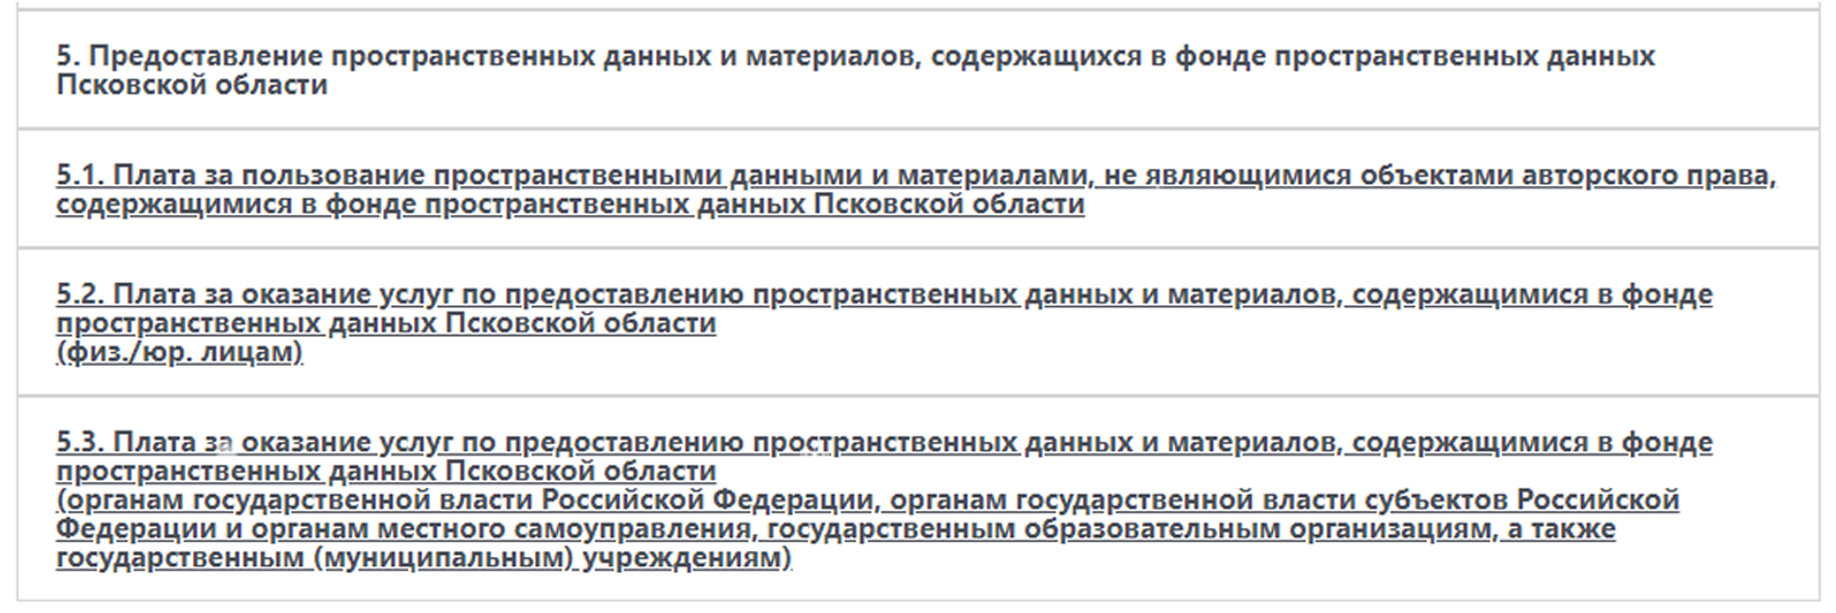 5. Предоставление пространственных данных и материалов, содержащихся в фонде пространственных данных
Псковской области
5.1. Плата за пользование пространственными данными и материалами, не являющимися объектами авторского права,
содержащимися в фонде пространственных данных Псковской области
5.2. Плата за оказание услуг по предоставлению пространственных данных и материалов, содержащимися в фонде
пространственных данных Псковской области
(физ./юр. лицам)
5.3. Плата за оказание услуг по предоставлению пространственных данных и материалов, содержащимися в фонде
пространственных данных Псковской области
(органам государственной власти Российской Федерации, органам государственной власти субъектов Российской
Федерации и органам местного самоуправления, государственным образовательным организациям, а также
государственным (муниципальным) учреждениям)